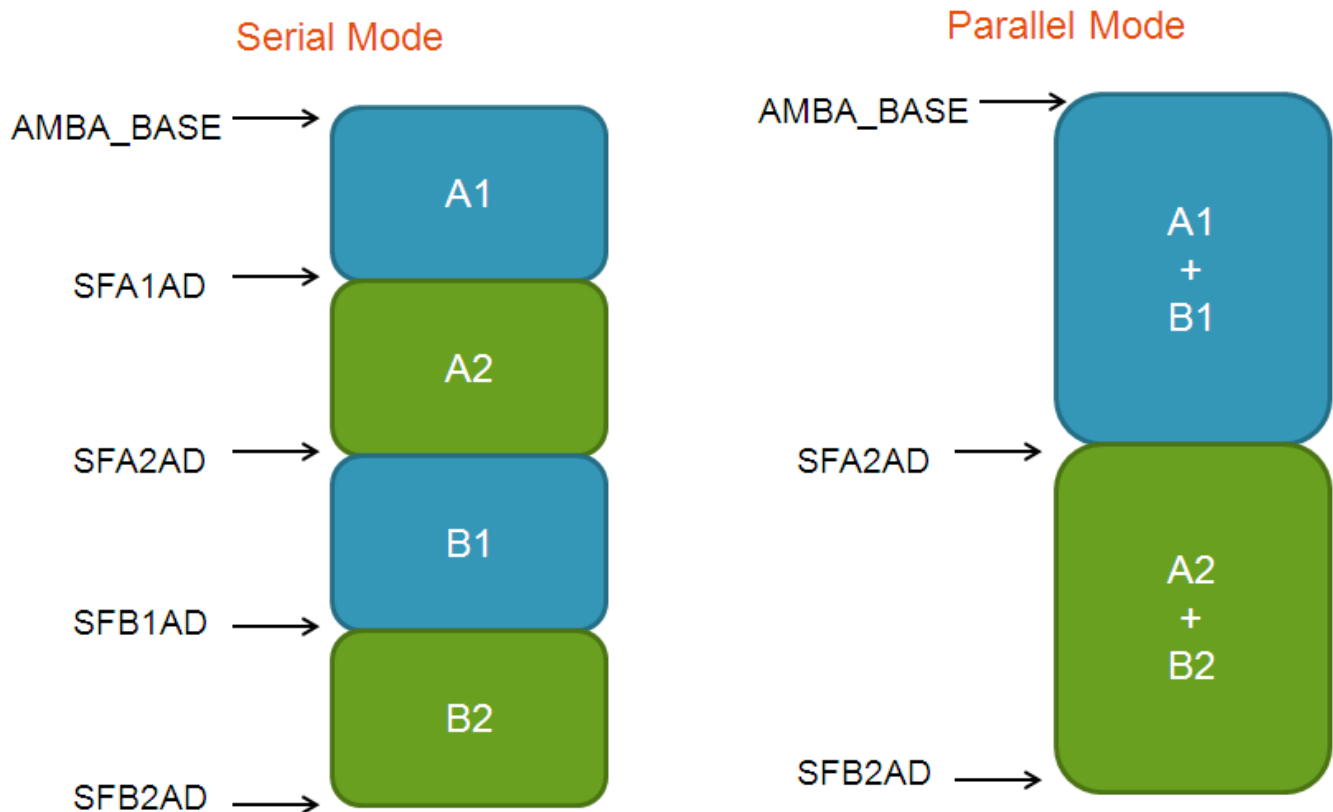 Serial Mode
AMBA_BASE
A1
SFA1AD
A2
SFA2AD
B1
SFB1AD
B2
SFB2AD
Parallel Mode
AMBA_BASE
A1
+
B1
SFA2AD
A2
+
B2
SFB2AD